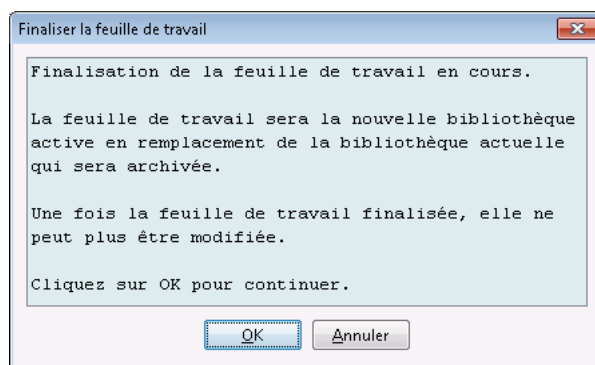 Finaliser la feuille de travail
Finalisation de la feuille de travail en cours.
La feuille de travail sera la nouvelle bibliothèque
active en remplacement de la bibliothèque actuelle
qui sera archivée.
Une fois la feuille de travail finalisée, elle ne
peut plus être modifiée.
Cliquez sur OK pour continuer.
OK Annuler